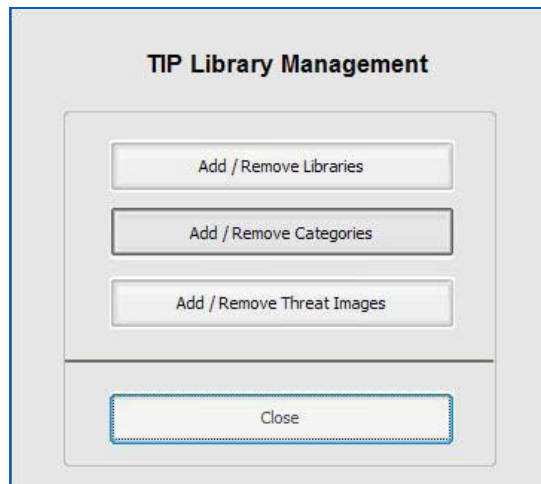 TIP Library Management
Add / Remove Libraries
Add / Remove Categories
Add / Remove Threat Images
Close